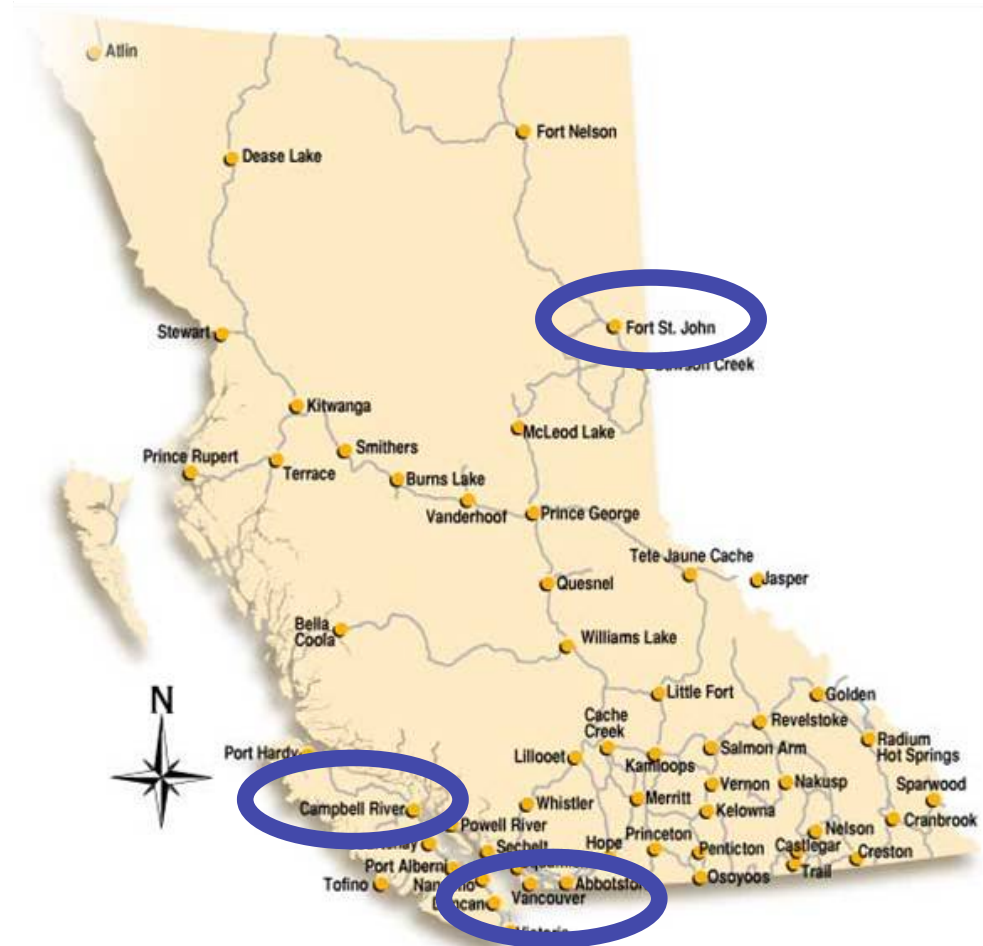 Atlin
Fort Nelson
Dease Lake
Fort St. John
Stewart
Creek
Kitwanga
McLeod Lake
Smithers
Prince Rupert
Terrace
Burns Lake
Vanderhoof
Prince George
Tete Jaune Cache
Jasper
Quesnel
Bella
Coola
Williams Lake
Little Fort
Golden
N
Cache
Creek
Revelstoke
Port Hardy
Lillooet
Kamloops
Salmon Arm
Radium
Hot Springs
Vernon
Nakusp
Sparwood
Campbell River
Whistler
Merritt
Kelowna
Cranbrook
Powell River
Princeton
Nelson
Hope
Sechelt
Penticton
Castlegar
Creston
Port Alberni
Trail
Tofino
Vancouver
Osoyoos